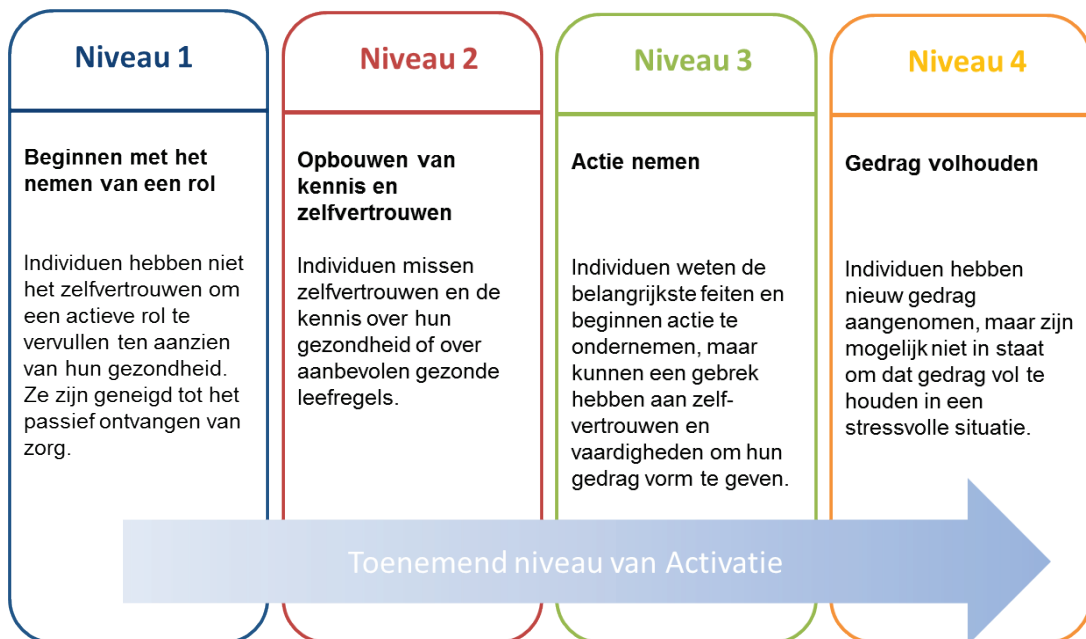 Niveau 1
Beginnen met het
nemen van een rol
Individuen hebben niet
het zelfvertrouwen om
een actieve rol te
vervullen ten aanzien
van hun gezondheid.
Ze zijn geneigd tot het
passief ontvangen van
zorg.
Niveau 2
Opbouwen van
kennis en
zelfvertrouwen
Individuen missen
zelfvertrouwen en de
kennis over hun
gezondheid of over
aanbevolen gezonde
leefregels.
Niveau 3
Actie nemen
Individuen weten de
belangrijkste feiten en
beginnen actie te
ondernemen, maar
kunnen een gebrek
hebben aan zelf-
vertrouwen en
vaardigheden om hun
gedrag vorm te geven.
Niveau 4
Gedrag volhouden
Individuen hebben
nieuw gedrag
aangenomen, maar zijn
mogelijk niet in staat
om dat gedrag vol te
houden in een
stressvolle situatie.
Toenemend niveau van Activatie